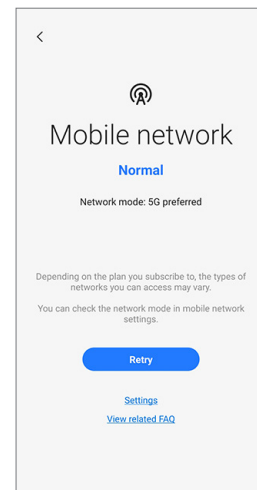 Mobile network
Normal
Network mode: 5G preferred
Depending on the plan you subscribe to, the types of
networks you can access may vary.
You can check the network mode in mobile network
settings.
Retry
Settings
View related FAQ